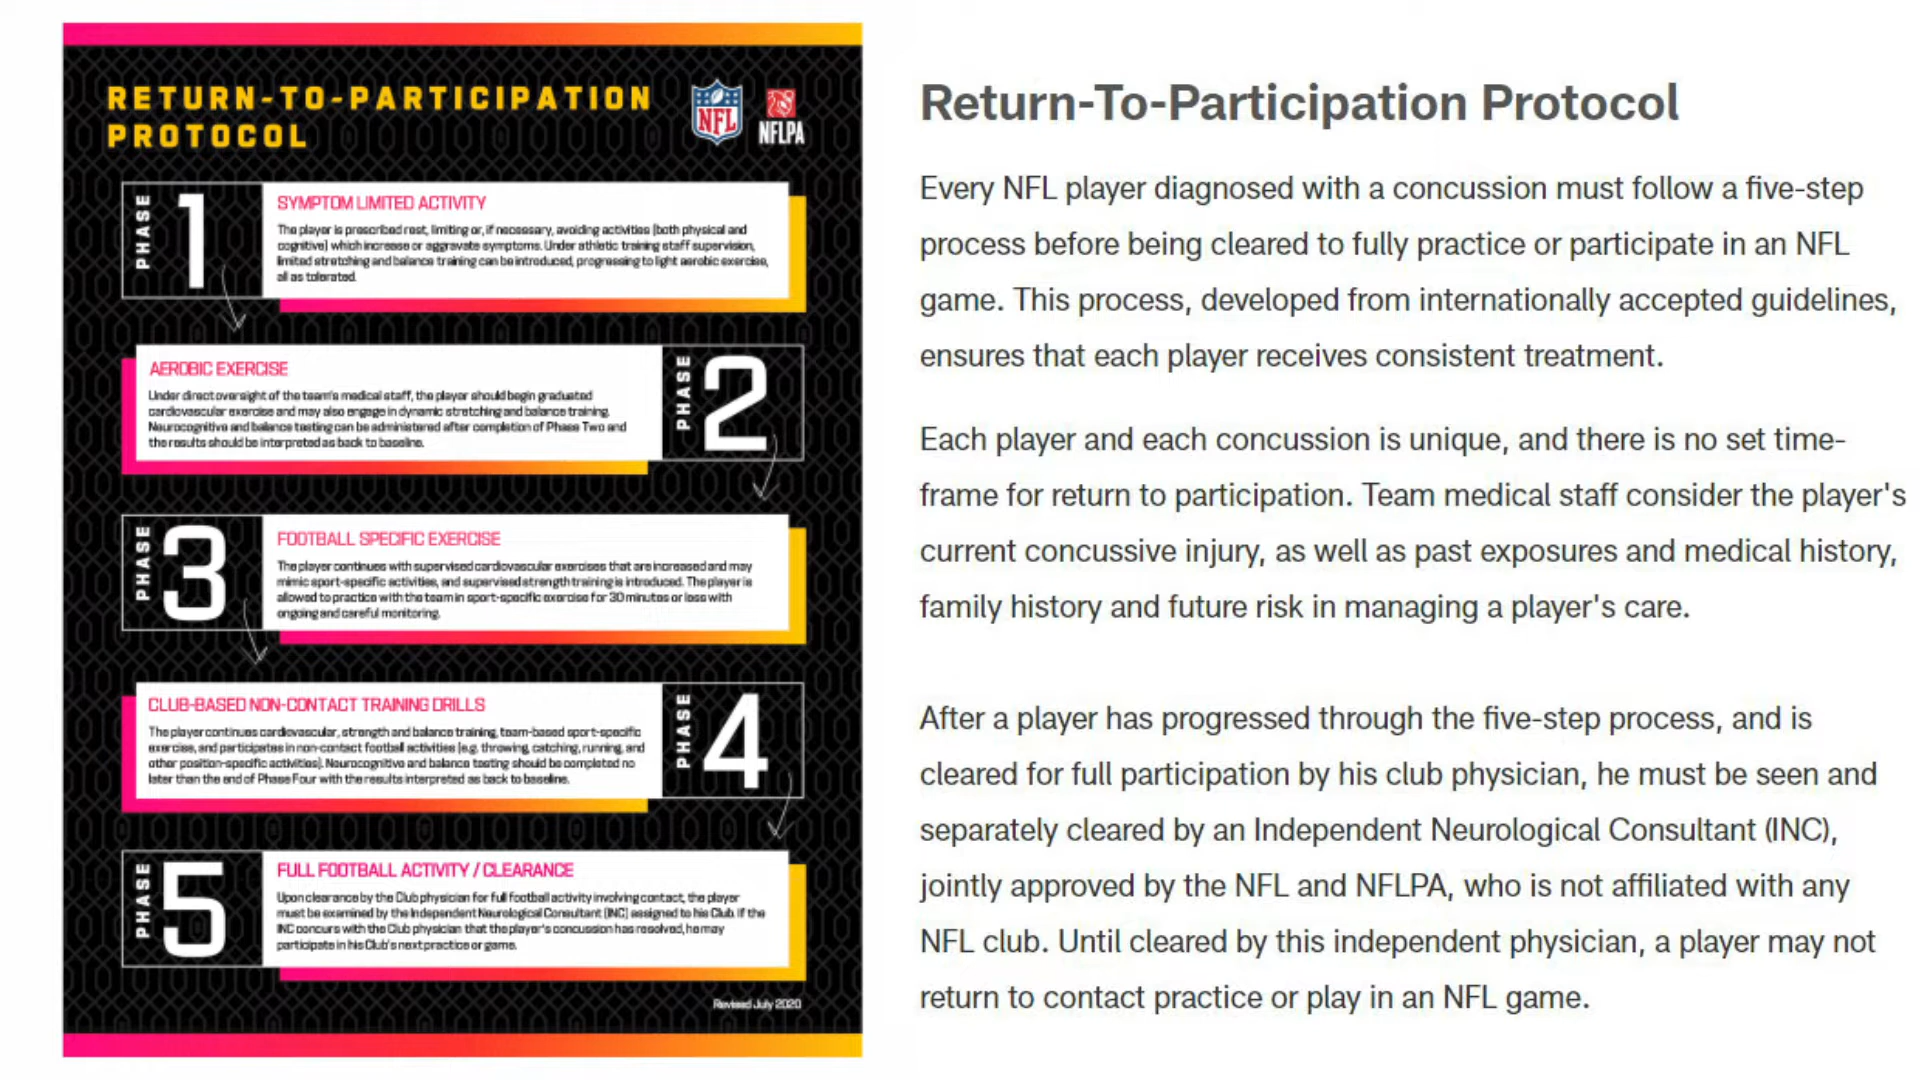 RETURN-TO-PARTICIPATION
PROTOCOL
NFL
NFLPA
PHASE
1
SYMPTOM LIMITED ACTIVITY
The player is prescribed rest, limiting or, if necessary, avoiding activities (both physical and
cognitive) which increase or aggravate symptoms. Under athletic training staff supervision,
limited stretching and balance training can be introduced, progressing to light aerobic exercise,
all as tolerated.
AEROBIC EXERCISE
Under direct oversight of the team's medical staff, the player should begin graduated
cardiovascular exercise and may also engage in dynamic stretching and balance training.
Neurocognitive and balance testing can be administered after completion of Phase Two and
the results should be interpreted as back to baseline.
PHASE
2
PHASE
3
FOOTBALL SPECIFIC EXERCISE
The player continues with supervised cardiovascular exercises that are increased and may
mimic sport-specific activities, and supervised strength training is introduced. The player is
allowed to practice with the team in sport-specific exercise for 30 minutes or less with
ongoing and careful monitoring.
CLUB-BASED NON-CONTACT TRAINING DRILLS
The player continues cardiovascular, strength and balance training, team-based sport-specific
exercise, and participates in non-contact football activities (e.g. throwing, catching, running, and
other position-specific activities). Neurocognitive and balance testing should be completed no
later than the end of Phase Four with the results interpreted as back to baseline.
PHASE
4
PHASE
5
FULL FOOTBALL ACTIVITY / CLEARANCE
Upon clearance by the Club physician for full football activity involving contact, the player
must be examined by the Independent Neurological Consultant (INC) assigned to his Club. If the
INC concurs with the Club physician that the player's concussion has resolved, he may
participate in his Club's next practice or game.
Revised July 2020
Return-To-Participation Protocol
Every NFL player diagnosed with a concussion must follow a five-step
process before being cleared to fully practice or participate in an NFL
game. This process, developed from internationally accepted guidelines,
ensures that each player receives consistent treatment.
Each player and each concussion is unique, and there is no set time-
frame for return to participation. Team medical staff consider the player's
current concussive injury, as well as past exposures and medical history,
family history and future risk in managing a player's care.
After a player has progressed through the five-step process, and is
cleared for full participation by his club physician, he must be seen and
separately cleared by an Independent Neurological Consultant (INC),
jointly approved by the NFL and NFLPA, who is not affiliated with any
NFL club. Until cleared by this independent physician, a player may not
return to contact practice or play in an NFL game.